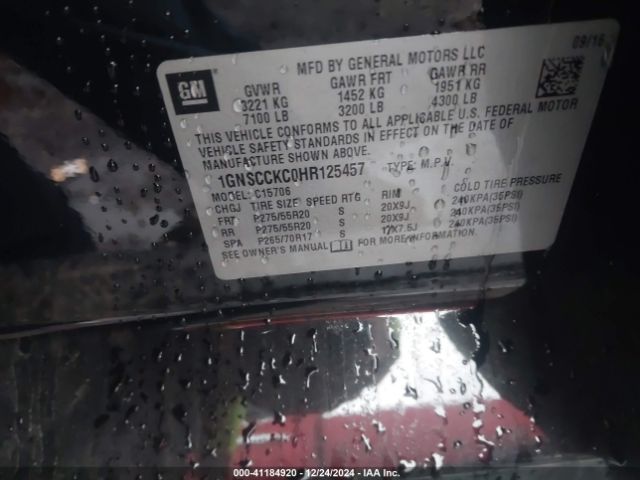 MFD BY GENERAL MOTORS LLC
09/16
GM
GVWR GAWR FRT GAWR RR
3221 KG 1452 KG 1951 KG
7100 LB 3200 LB 4300 LB
THIS VEHICLE CONFORMS TO ALL APPLICABLE U.S. FEDERAL MOTOR
VEHICLE SAFETY STANDARDS IN EFFECT ON THE DATE OF
MANUFACTURE SHOWN ABOVE.
1GNSCCKC0HR125457 TYPE: M.P.V.
MODEL: C15706
CHGJ TIRE SIZE SPEED RTG RIM COLD TIRE PRESSURE
FRT P275/55R20 S 20X9J 240KPA(35PSI)
RR P275/55R20 S 20X9J 240KPA(35PSI)
SPA P265/70R17 S 17X7.5J 240KPA(35PSI)
SEE OWNER'S MANUAL FOR MORE INFORMATION.
000-41184920 - 12/24/2024 - IAA Inc.